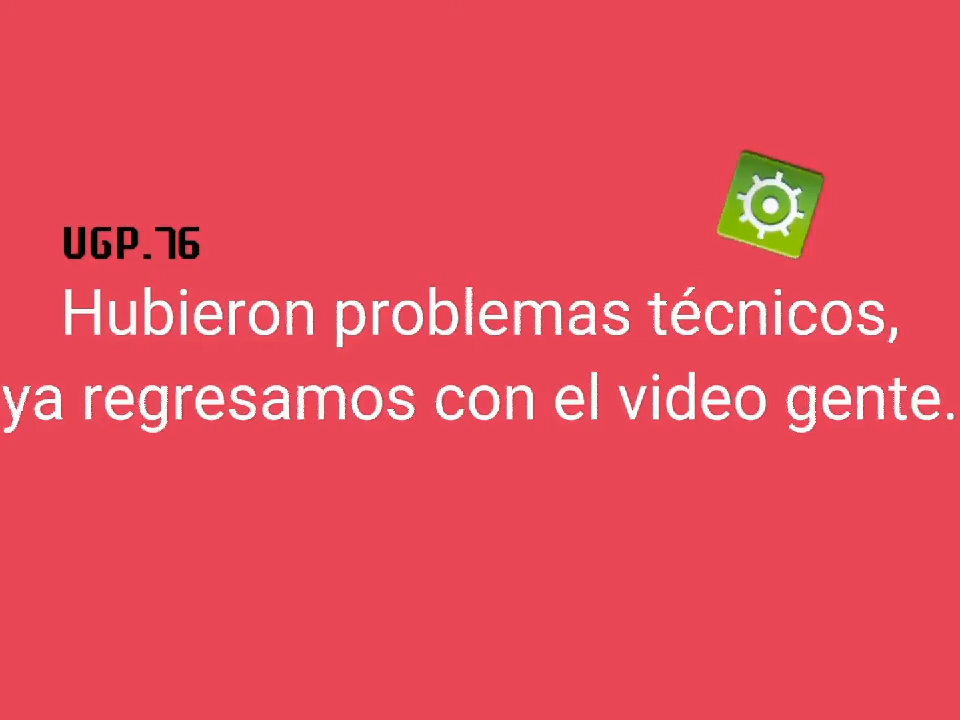 UGP.76
Hubieron problemas técnicos,
ya regresamos con el video gente.